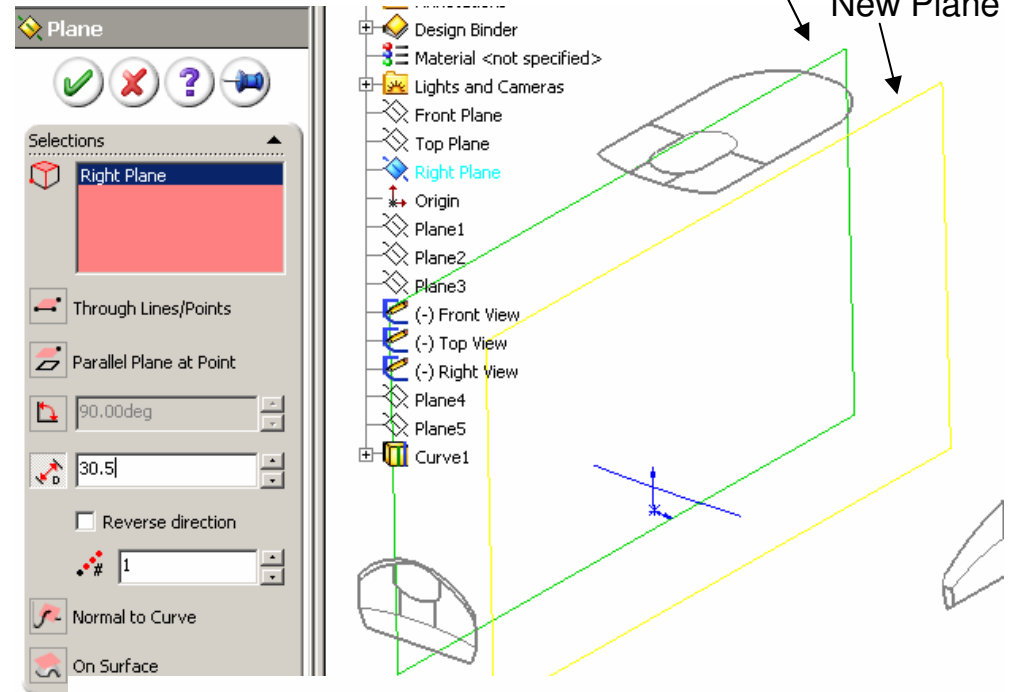 Plane
Selections
Right Plane
Through Lines/Points
Parallel Plane at Point
90.00deg
D
30.5
Reverse direction
#
1
Normal to Curve
On Surface
Annotations
Design Binder
Material <not specified>
Lights and Cameras
Front Plane
Top Plane
Right Plane
Origin
Plane1
Plane2
Plane3
(-) Front View
(-) Top View
(-) Right View
Plane4
Plane5
Curve1
New Plane